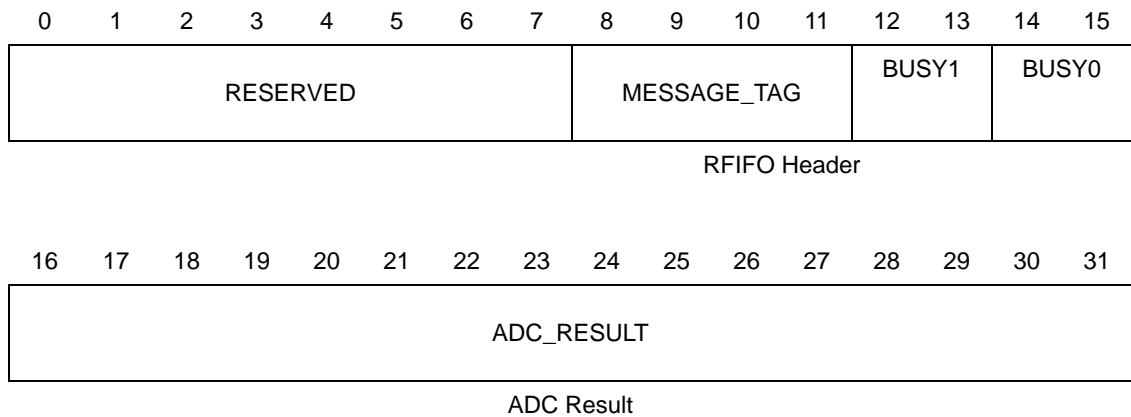 0 1 2 3 4 5 6 7 8 9 10 11 12 13 14 15
RESERVED MESSAGE_TAG BUSY1 BUSY0
RFIFO Header
16 17 18 19 20 21 22 23 24 25 26 27 28 29 30 31
ADC_RESULT
ADC Result